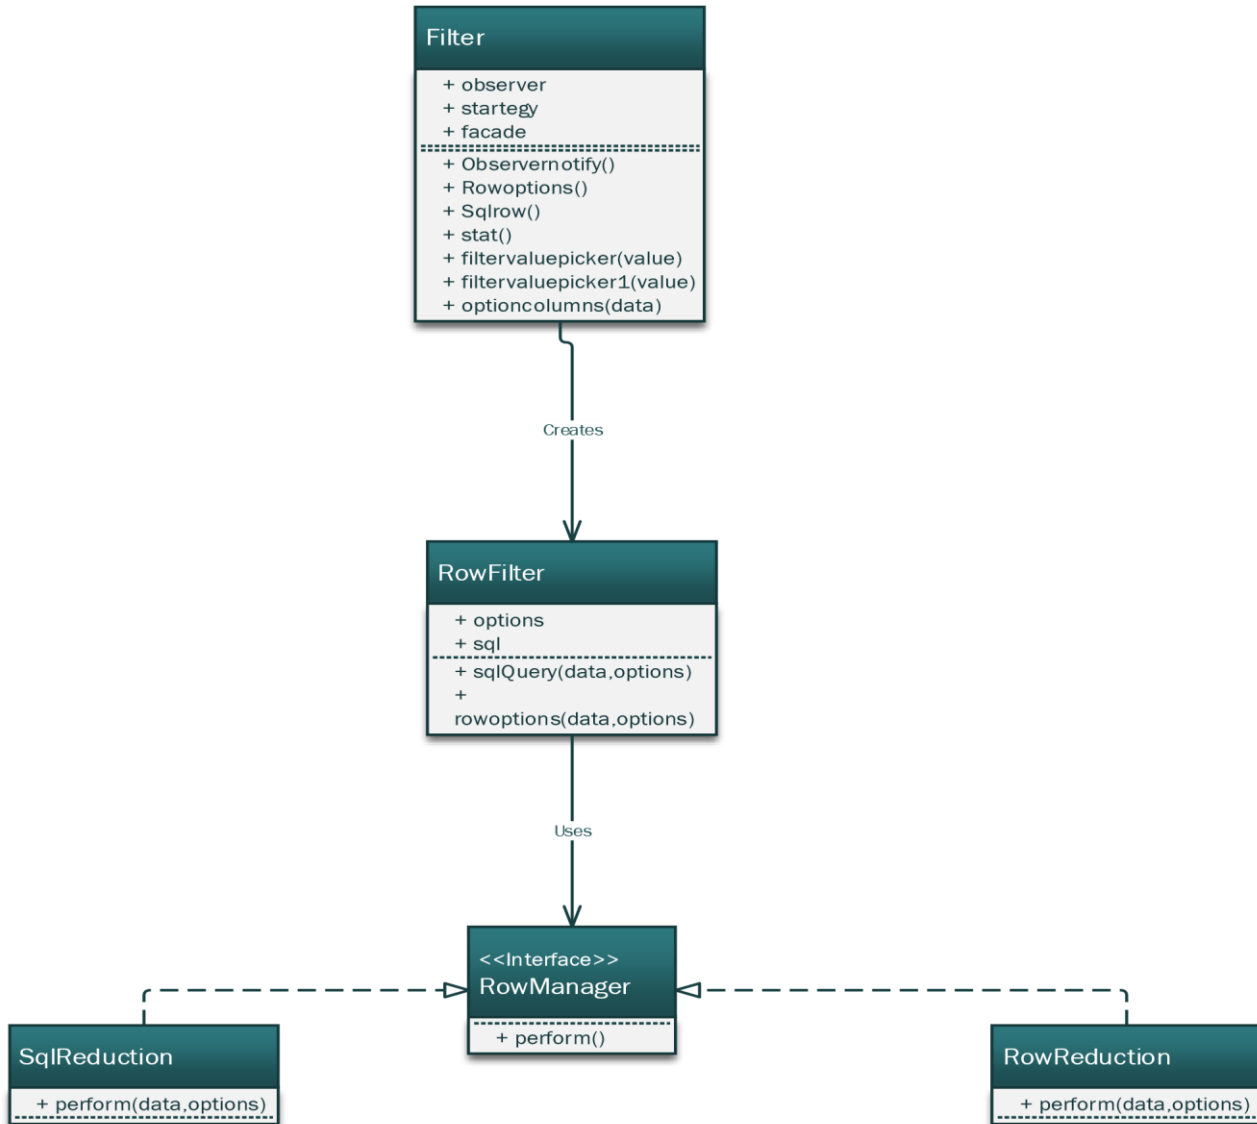 Filter
+ observer
+ startegy
+ facade
+ Observernotify()
+ Rowoptions()
+ Sqlrow()
+ stat()
+ filtervaluepicker(value)
+ filtervaluepicker1(value)
+ optioncolumns(data)
Creates
RowFilter
+ options
+ sql
+ sqlQuery(data,options)
+
rowoptions(data,options)
Uses
<<Interface>>
RowManager
+ perform()
SqlReduction
+ perform(data,options)
RowReduction
+ perform(data,options)